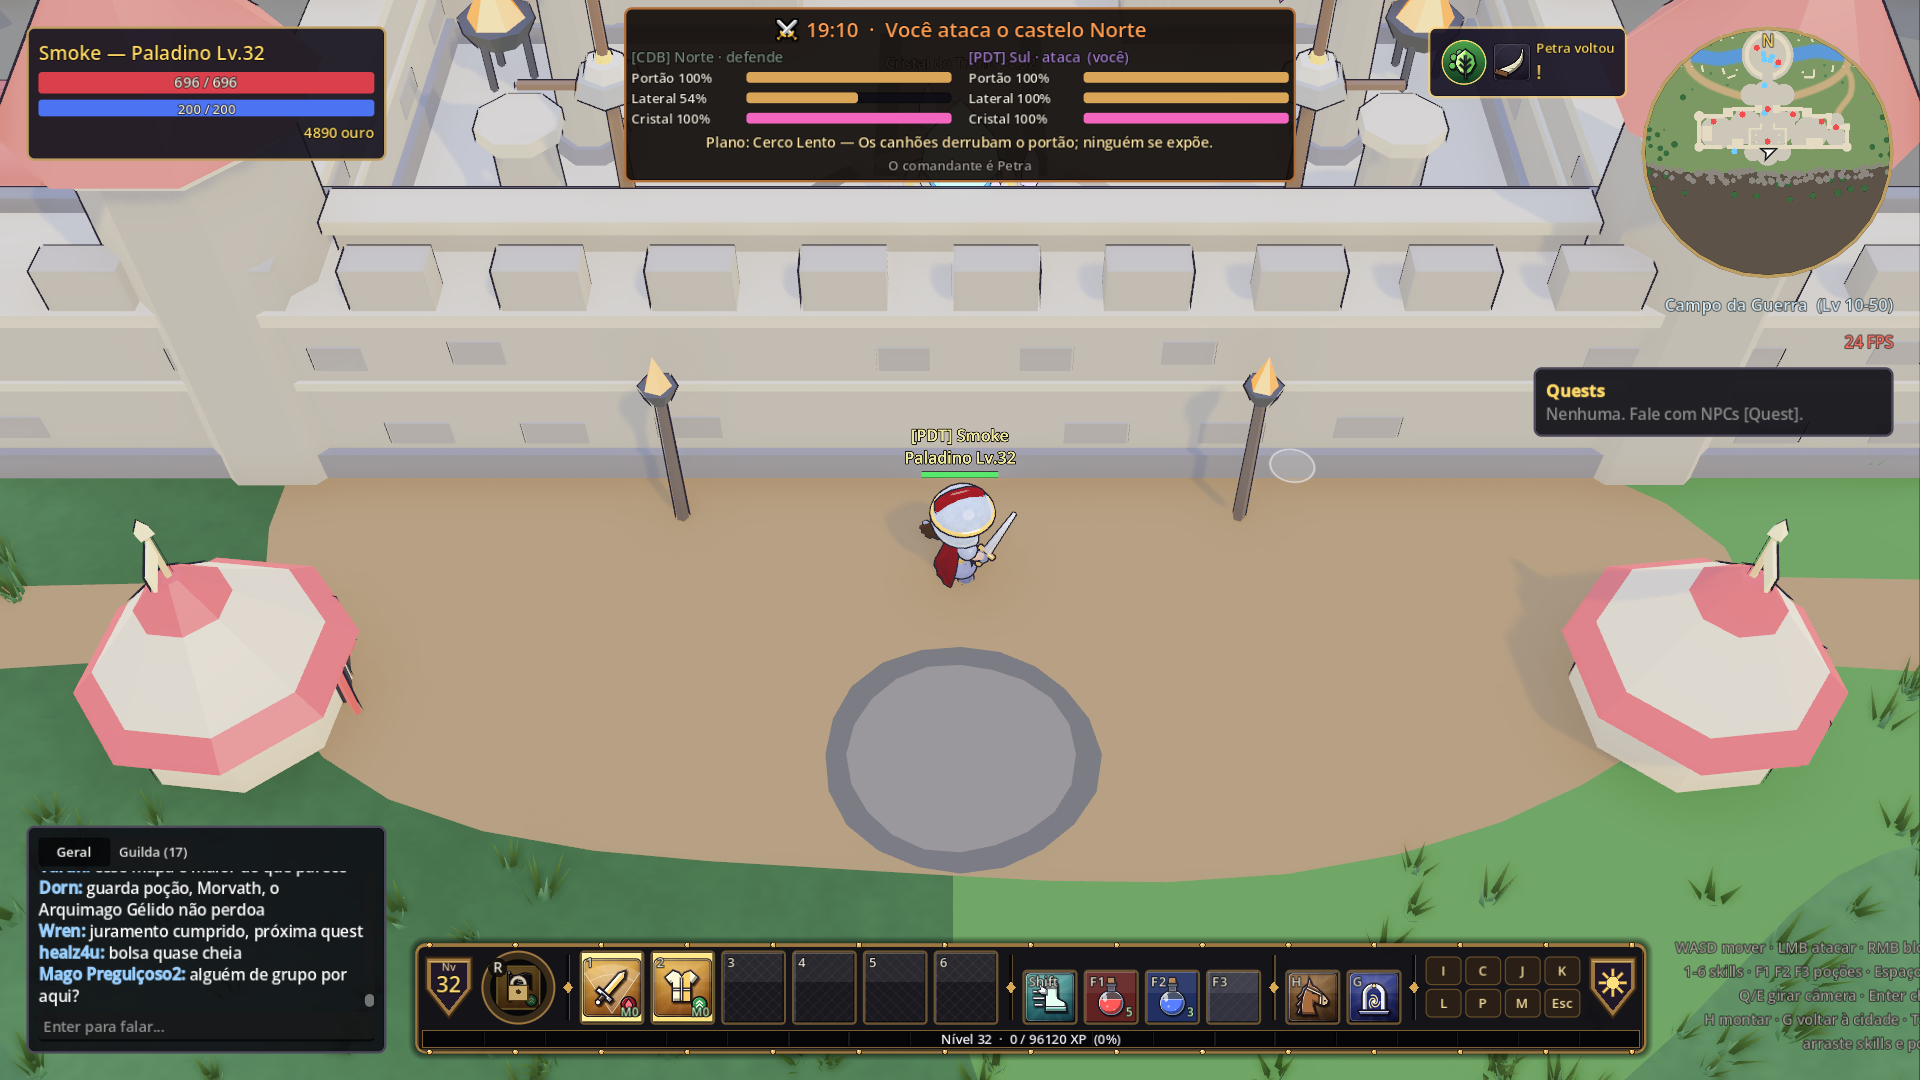 Smoke — Paladino Lv.32
696 / 696
200 / 200
4890 ouro
19:10 · Você ataca o castelo Norte
[CDB] Norte · defende
[PDT] Sul · ataca (você)
Portão 100%
Portão 100%
Lateral 54%
Lateral 100%
Cristal 100%
Cristal 100%
Plano: Cerco Lento — Os canhões derrubam o portão; ninguém se expõe.
O comandante é Petra
Petra voltou
!
N
Campo da Guerra (Lv 10-50)
24 FPS
Quests
Nenhuma. Fale com NPCs [Quest].
[PDT] Smoke
Paladino Lv.32
Geral
Guilda (17)
Dorn: guarda poção, Morvath, o
Arquimago Gélido não perdoa
Wren: juramento cumprido, próxima quest
healz4u: bolsa quase cheia
Mago Preguiçoso2: alguém de grupo por
aqui?
Enter para falar...
Nv
32
R
1
M0
2
M0
3
4
5
6
Shift
F1
5
F2
3
F3
H
G
I
C
J
K
L
P
M
Esc
Nível 32 · 0 / 96120 XP (0%)
WASD mover · LMB atacar · RMB
1-6 skills · F1 F2 F3 poções ·
Q/E girar câmera · Enter
H montar · G voltar à cidade ·
arraste skills e